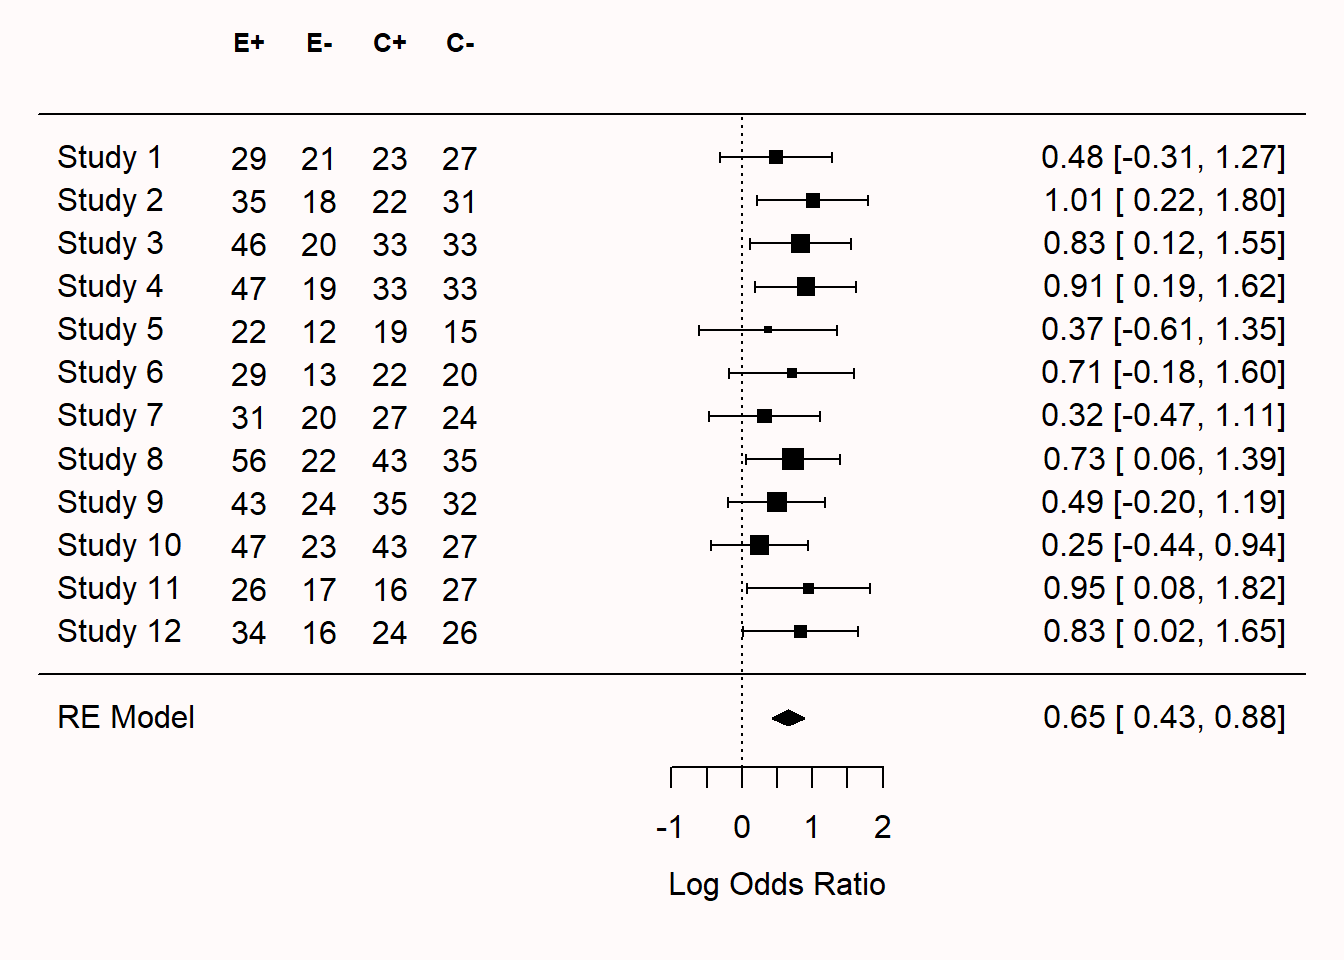 E+ E- C+ C-
Study 1 29 21 23 27 0.48 [-0.31, 1.27]
Study 2 35 18 22 31 1.01 [ 0.22, 1.80]
Study 3 46 20 33 33 0.83 [ 0.12, 1.55]
Study 4 47 19 33 33 0.91 [ 0.19, 1.62]
Study 5 22 12 19 15 0.37 [-0.61, 1.35]
Study 6 29 13 22 20 0.71 [-0.18, 1.60]
Study 7 31 20 27 24 0.32 [-0.47, 1.11]
Study 8 56 22 43 35 0.73 [ 0.06, 1.39]
Study 9 43 24 35 32 0.49 [-0.20, 1.19]
Study 10 47 23 43 27 0.25 [-0.44, 0.94]
Study 11 26 17 16 27 0.95 [ 0.08, 1.82]
Study 12 34 16 24 26 0.83 [ 0.02, 1.65]
RE Model 0.65 [ 0.43, 0.88]
-1 0 1 2
Log Odds Ratio